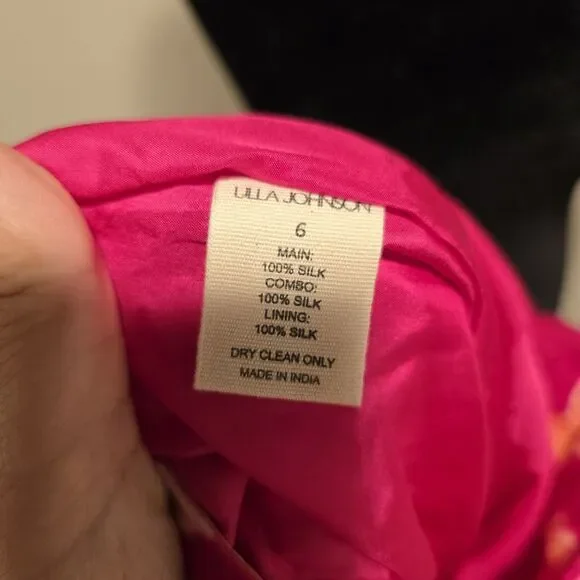 ULLA JOHNSON
6
MAIN:
100% SILK
COMBO:
100% SILK
LINING:
100% SILK
DRY CLEAN ONLY
MADE IN INDIA